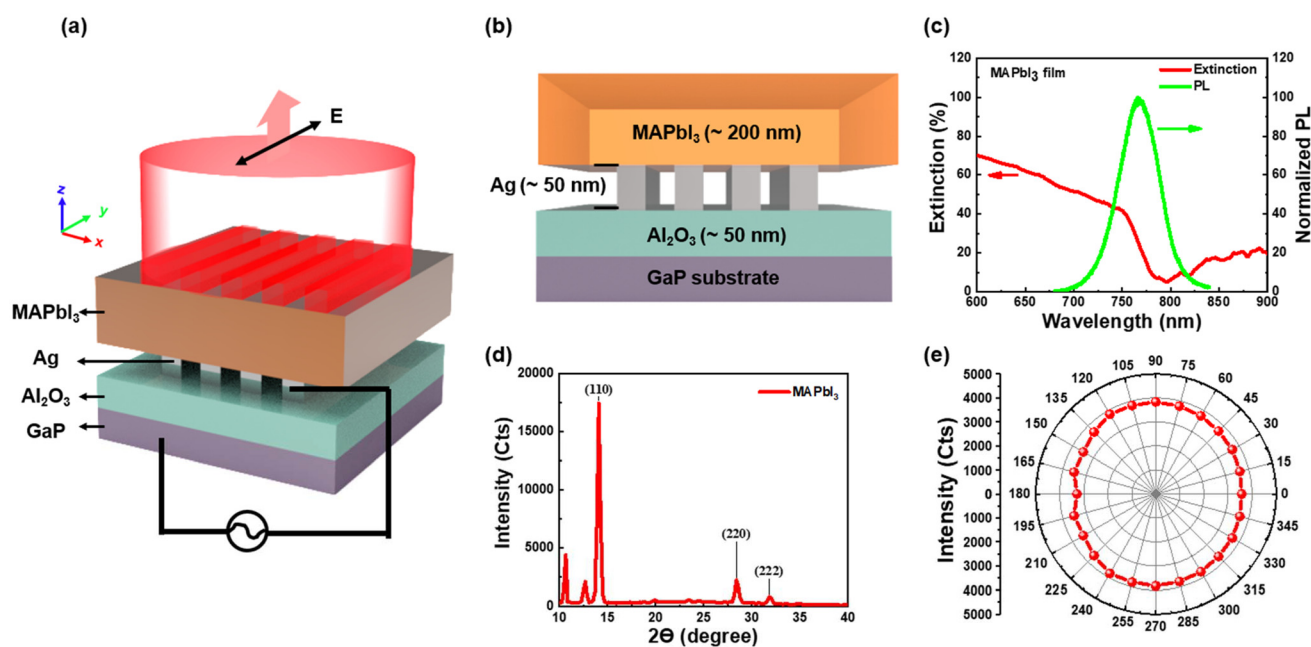 (a)
E
z
y
x
MAPbI₃
Ag
Al₂O₃
GaP
(b)
MAPbI₃ (~ 200 nm)
Ag (~ 50 nm)
Al₂O₃ (~ 50 nm)
GaP substrate
(c)
120
100
80
60
40
20
0
Extinction (%)
MAPbI₃ film
Extinction
PL
120
100
80
60
40
20
0
Normalized PL
600 650 700 750 800 850 900
Wavelength (nm)
(d)
20000
15000
10000
5000
0
Intensity (Cts)
(110)
MAPbI₃
(220)
(222)
10 15 20 25 30 35 40
2Θ (degree)
(e)
5000
4000
3000
2000
1000
0
1000
2000
3000
4000
5000
Intensity (Cts)
0
15
30
45
60
75
90
105
120
135
150
165
180
195
210
225
240
255
270
285
300
315
330
345